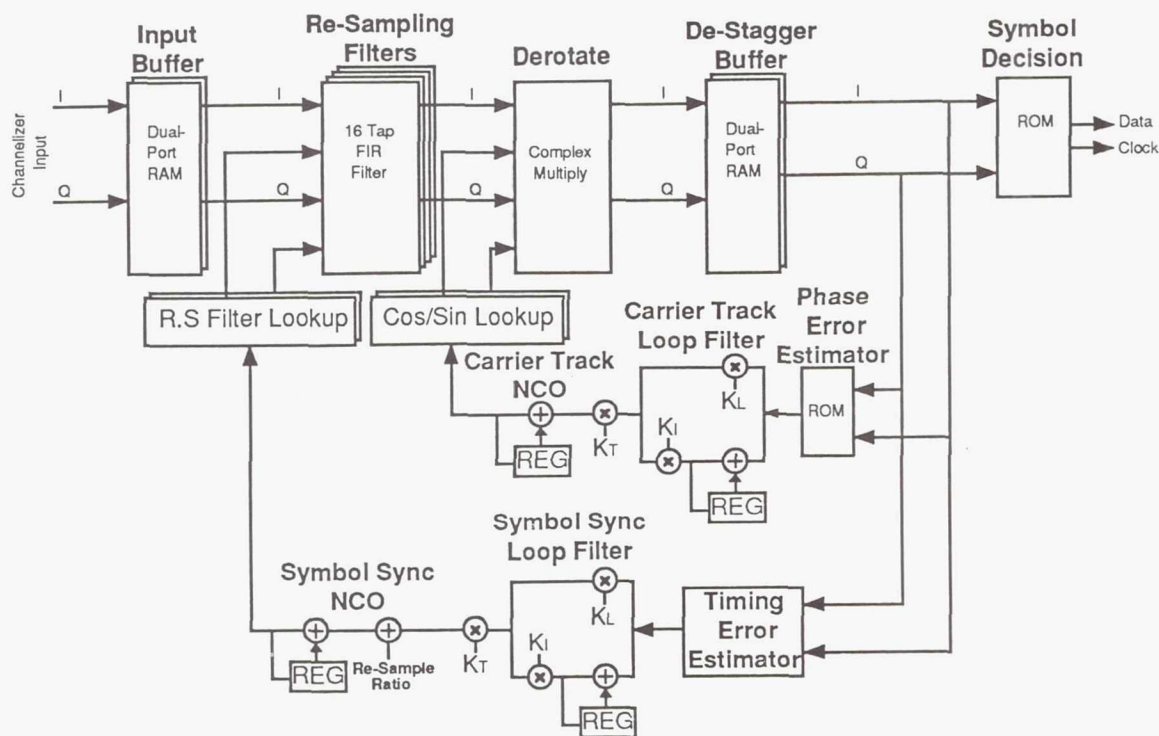 Input
Buffer
Re-Sampling
Filters
Derotate
De-Stagger
Buffer
Symbol
Decision
Channelizer
Input
I
Q
Dual-
Port
RAM
I
Q
16 Tap
FIR
Filter
I
Q
Complex
Multiply
I
Q
Dual-
Port
RAM
I
Q
ROM
Data
Clock
R.S Filter Lookup
Cos/Sin Lookup
Carrier Track
Loop Filter
Phase
Error
Estimator
Carrier Track
NCO
KL
ROM
KI
KT
REG
REG
Symbol Sync
Loop Filter
Symbol Sync
NCO
KL
KI
KT
Timing
Error
Estimator
REG
Re-Sample
Ratio
REG